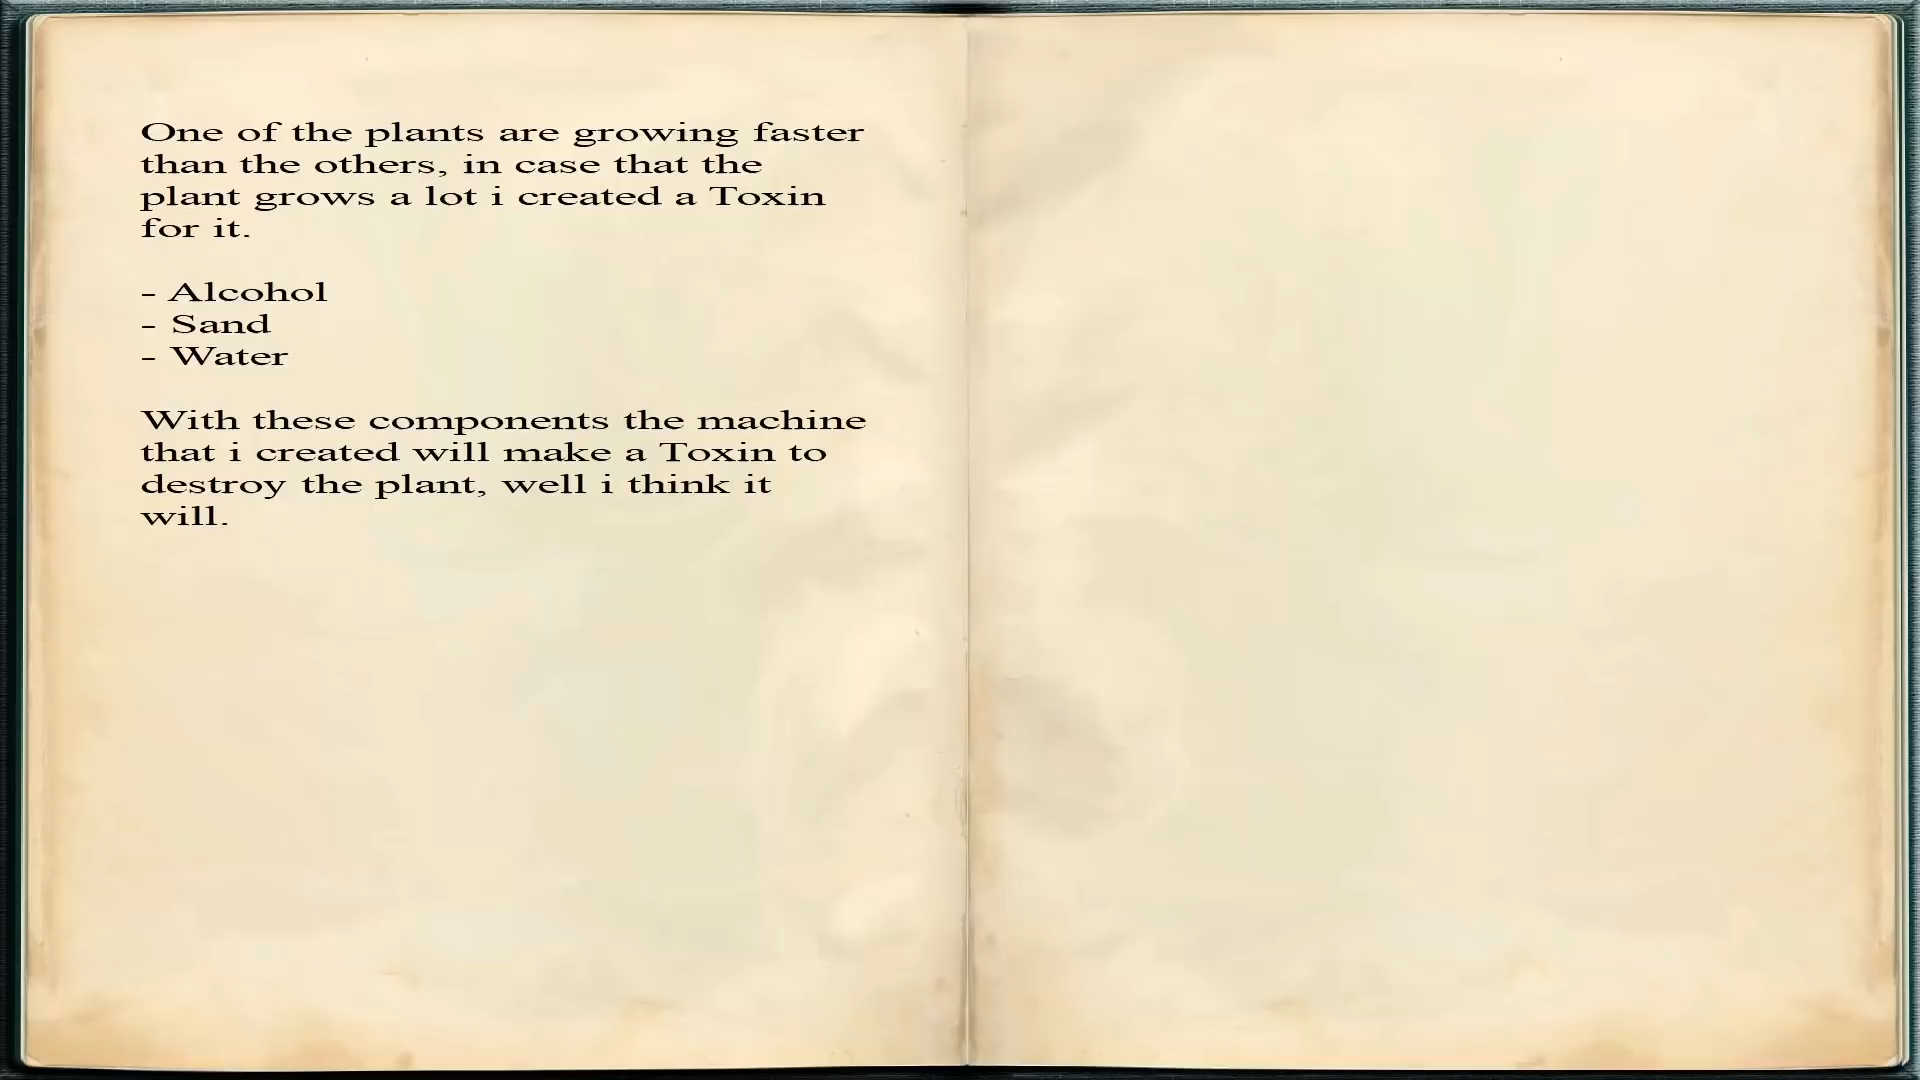 One of the plants are growing faster
than the others, in case that the
plant grows a lot i created a Toxin
for it.
- Alcohol
- Sand
- Water
With these components the machine
that i created will make a Toxin to
destroy the plant, well i think it
will.